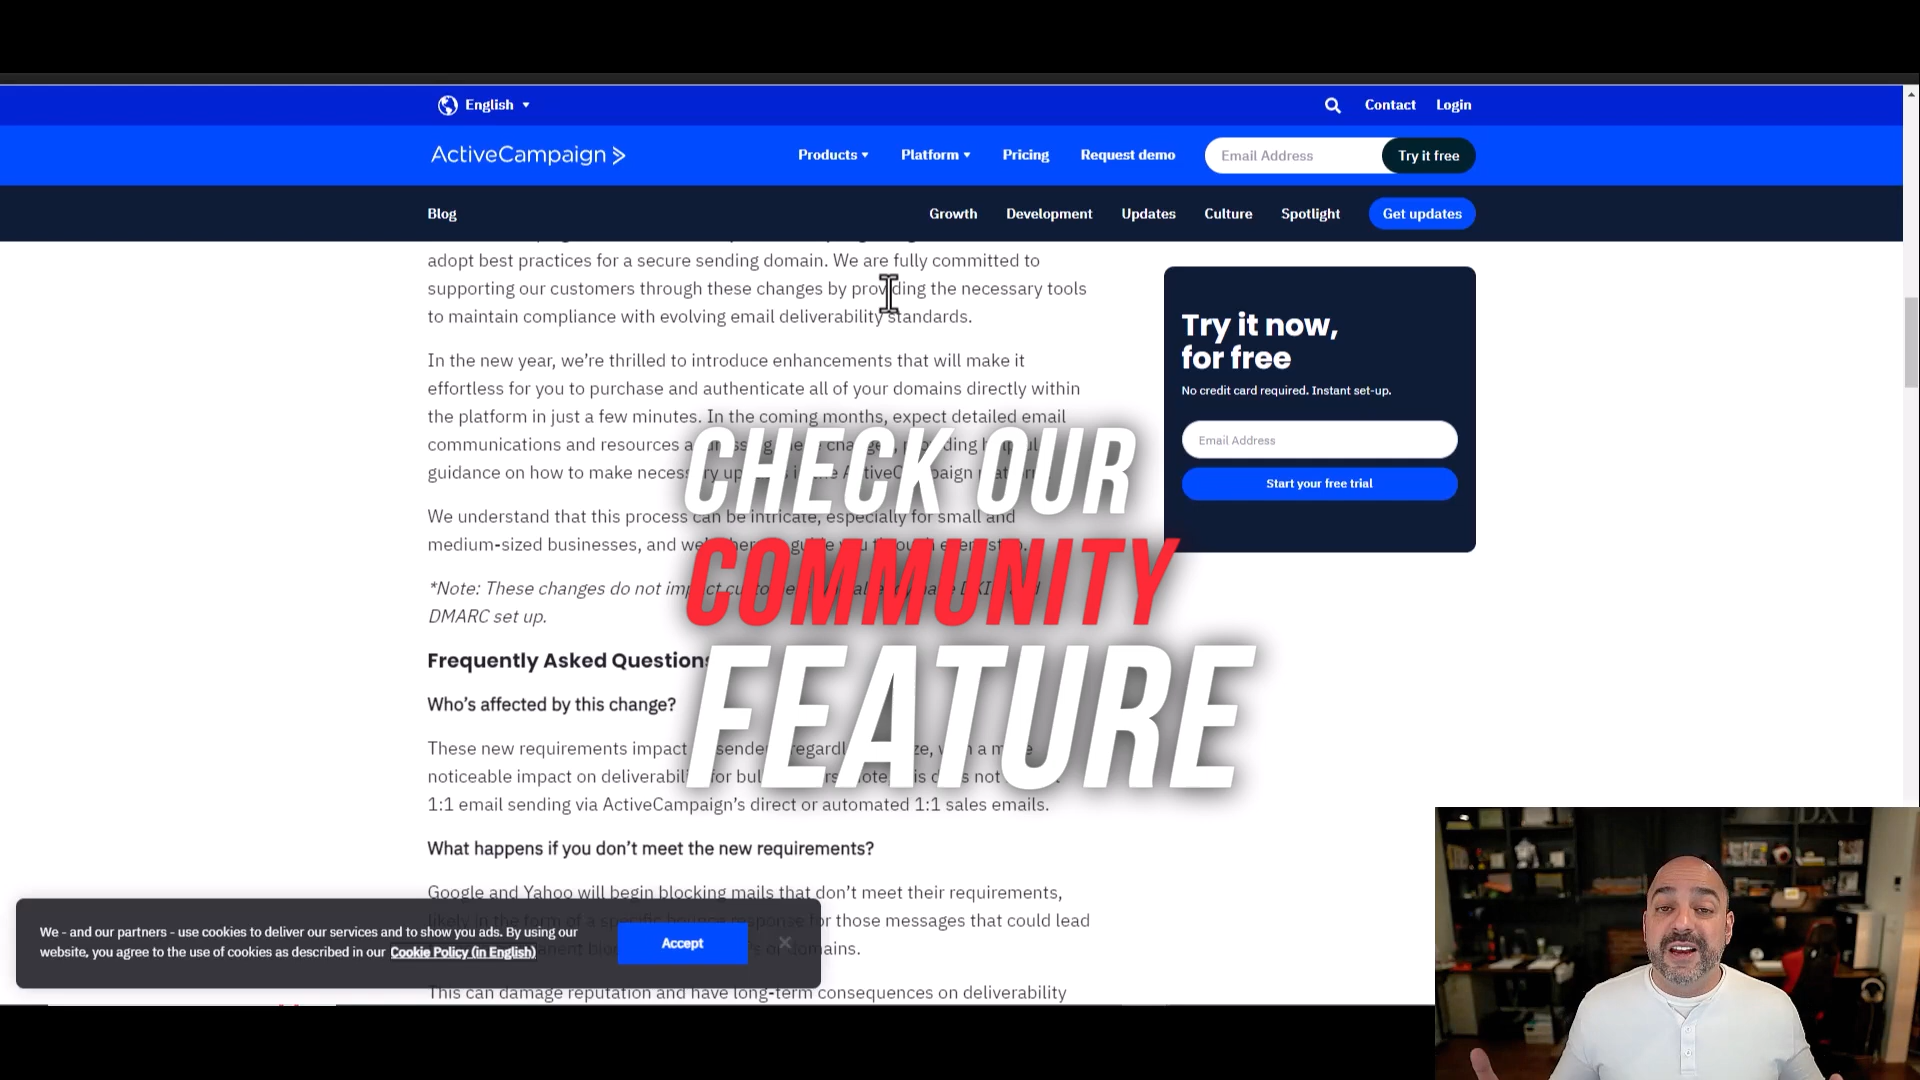 English
Contact
Login
ActiveCampaign >
Products
Platform
Pricing
Request demo
Email Address
Try it free
Blog
Growth
Development
Updates
Culture
Spotlight
Get updates
adopt best practices for a secure sending domain. We are fully committed to
supporting our customers through these changes by providing the necessary tools
to maintain compliance with evolving email deliverability standards.
In the new year, we’re thrilled to introduce enhancements that will make it
effortless for you to purchase and authenticate all of your domains directly within
the platform in just a few minutes. In the coming months, expect detailed email
communications and resources
guidance on how to make
We understand that this process can be intricate, especially for small and
medium-sized businesses, and
*Note: These changes do not impact
DMARC set up.
Frequently Asked Questions
Who’s affected by this change?
These new requirements impact
noticeable impact on
1:1 email sending via ActiveCampaign’s direct or automated 1:1 sales emails.
What happens if you don’t meet the new requirements?
Google and Yahoo will begin blocking mails that don’t meet their requirements,
likely in the form of a specific bounce response for those messages that could lead
domains.
This can damage reputation and have long-term consequences on deliverability
Try it now,
for free
No credit card required. Instant set-up.
Email Address
Start your free trial
CHECK OUR
COMMUNITY
FEATURE
We - and our partners - use cookies to deliver our services and to show you ads. By using our
website, you agree to the use of cookies as described in our Cookie Policy (in English)
Accept